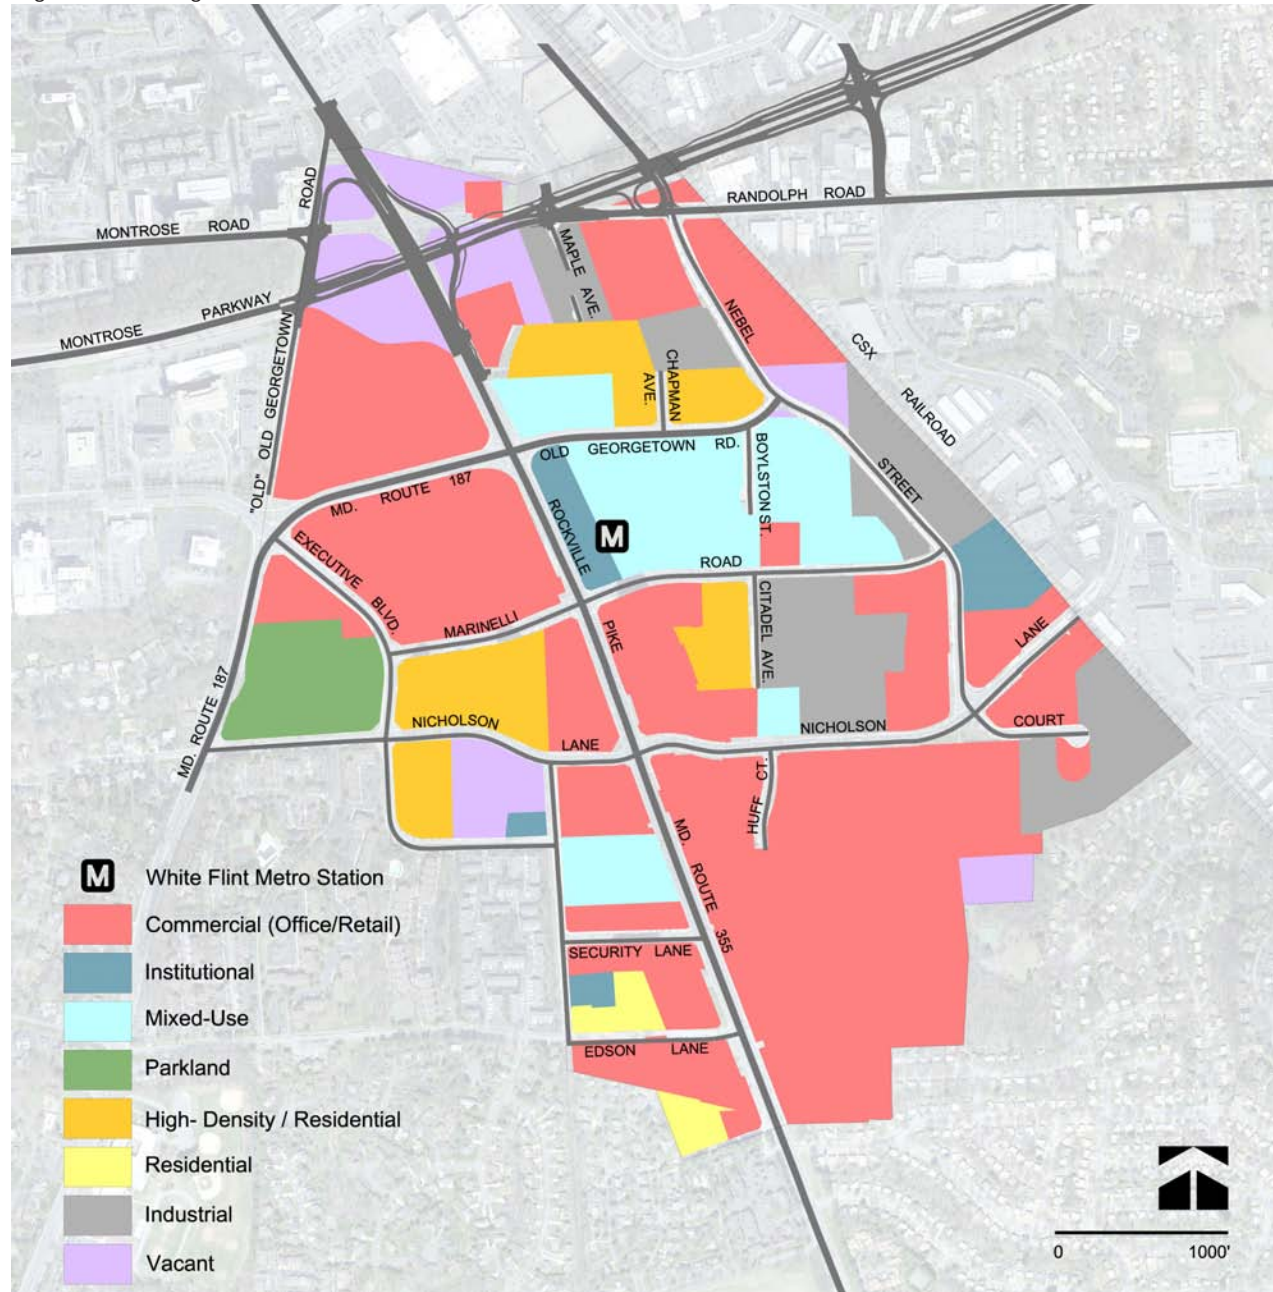 MONTROSE ROAD
ROAD
RANDOLPH ROAD
MONTROSE PARKWAY
MAPLE AVE.
NEBEL
STREET
CSX RAILROAD
"OLD" OLD GEORGETOWN
CHAPMAN
AVE.
OLD GEORGETOWN RD.
MD. ROUTE 187
BOYLSTON ST.
ROCKVILLE
PIKE
M
EXECUTIVE BLVD.
MARINELLI
ROAD
CITADEL AVE.
LANE
MD. ROUTE 187
NICHOLSON
LANE
NICHOLSON
COURT
HUFF CT.
MD. ROUTE 355
SECURITY LANE
EDSON LANE
M White Flint Metro Station
Commercial (Office/Retail)
Institutional
Mixed-Use
Parkland
High- Density / Residential
Residential
Industrial
Vacant
0 1000'